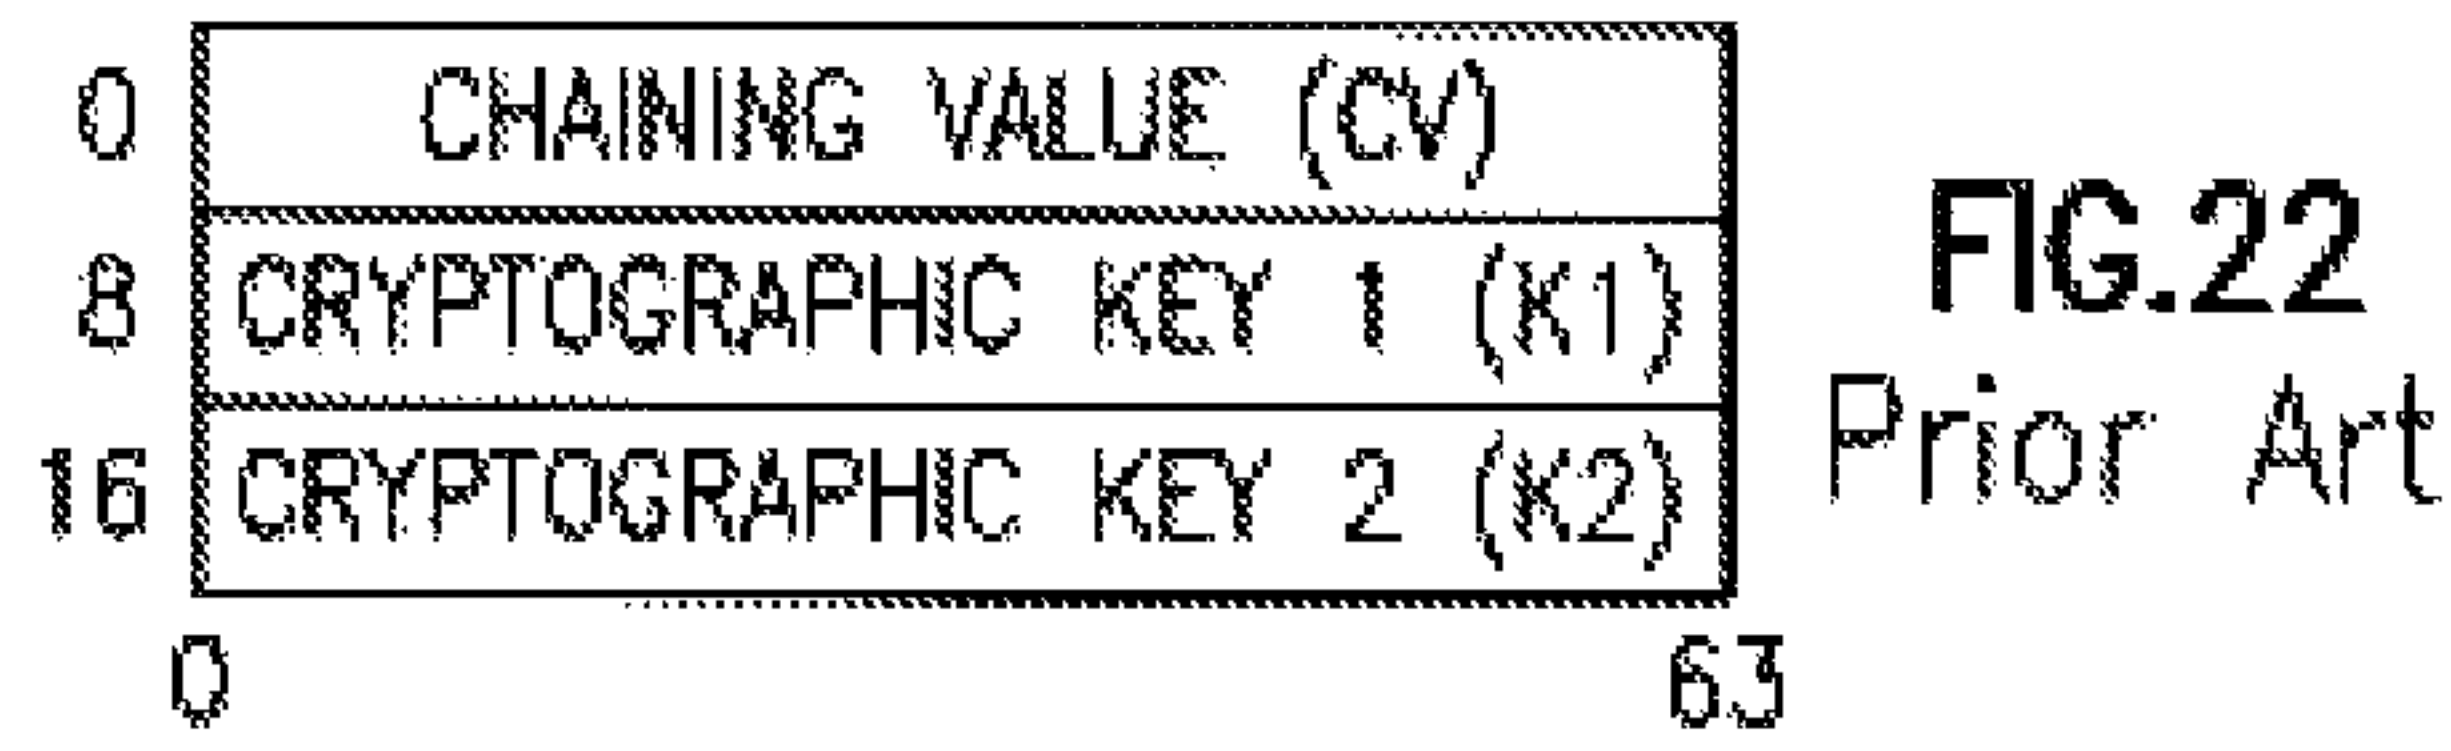 0 CHAINING VALUE (CV)
8 CRYPTOGRAPHIC KEY 1 (K1)
16 CRYPTOGRAPHIC KEY 2 (K2)
0 63
FIG.22
Prior Art